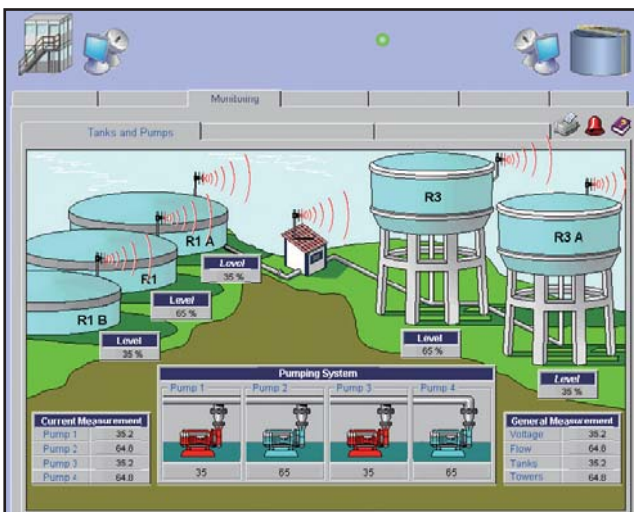 Monitoring
Tanks and Pumps
R1 A
R1
R1 B
R3
R3 A
Level
35 %
Level
65 %
Level
35 %
Level
65 %
Level
35 %
Pumping System
Pump 1 Pump 2 Pump 3 Pump 4
35 65 35 65
Current Measurement
Pump 1 35.2
Pump 2 64.8
Pump 3 35.2
Pump 4 64.8
General Measurement
Voltage 35.2
Flow 64.8
Tanks 35.2
Towers 64.8